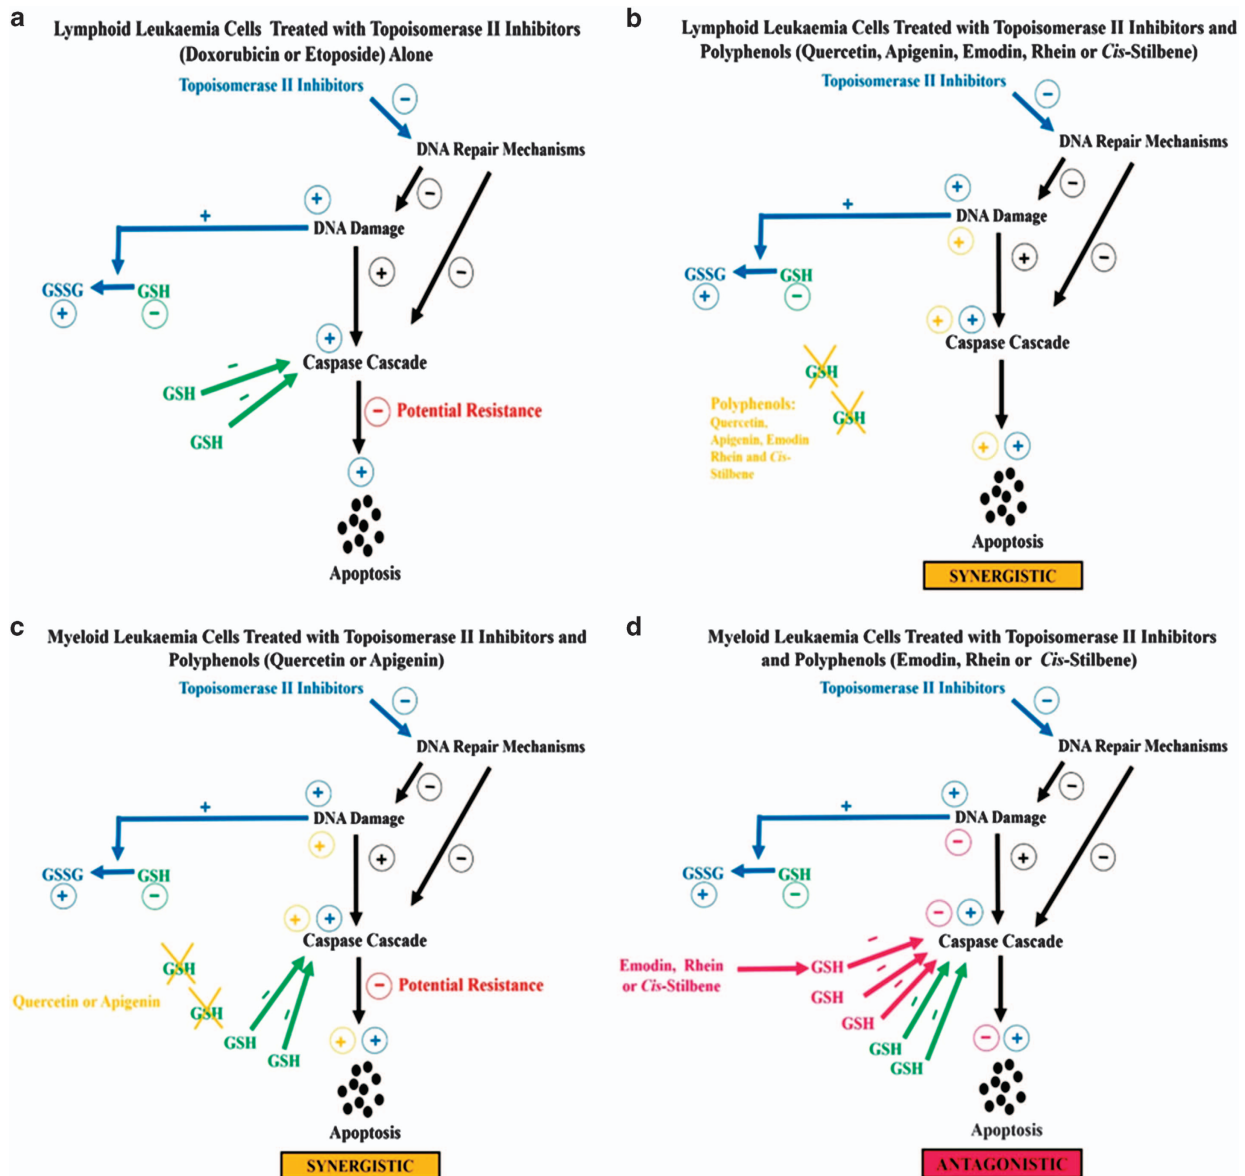 a
Lymphoid Leukaemia Cells Treated with Topoisomerase II Inhibitors
(Doxorubicin or Etoposide) Alone
Topoisomerase II Inhibitors
−
DNA Repair Mechanisms
−
+
+
DNA Damage
+
−
GSSG
GSH
+
−
+
Caspase Cascade
−
GSH
−
GSH
− Potential Resistance
+
Apoptosis
b
Lymphoid Leukaemia Cells Treated with Topoisomerase II Inhibitors and
Polyphenols (Quercetin, Apigenin, Emodin, Rhein or Cis-Stilbene)
Topoisomerase II Inhibitors
−
DNA Repair Mechanisms
−
+
+
DNA Damage
+
+
−
GSSG
GSH
+
−
+ +
Caspase Cascade
GSH
GSH
Polyphenols:
Quercetin,
Apigenin, Emodin
Rhein and Cis-
Stilbene
+ +
Apoptosis
SYNERGISTIC
c
Myeloid Leukaemia Cells Treated with Topoisomerase II Inhibitors and
Polyphenols (Quercetin or Apigenin)
Topoisomerase II Inhibitors
−
DNA Repair Mechanisms
−
+
+
DNA Damage
+
+
−
GSSG
GSH
+
−
+ +
Caspase Cascade
GSH
Quercetin or Apigenin
GSH
−
−
GSH
GSH
− Potential Resistance
+ +
Apoptosis
SYNERGISTIC
d
Myeloid Leukaemia Cells Treated with Topoisomerase II Inhibitors
and Polyphenols (Emodin, Rhein or Cis-Stilbene)
Topoisomerase II Inhibitors
−
DNA Repair Mechanisms
−
+
+
DNA Damage
−
+
−
GSSG
GSH
+
−
− +
Caspase Cascade
Emodin, Rhein
or Cis-Stilbene
−
GSH
−
GSH
−
GSH
−
GSH
−
GSH
− +
Apoptosis
ANTAGONISTIC